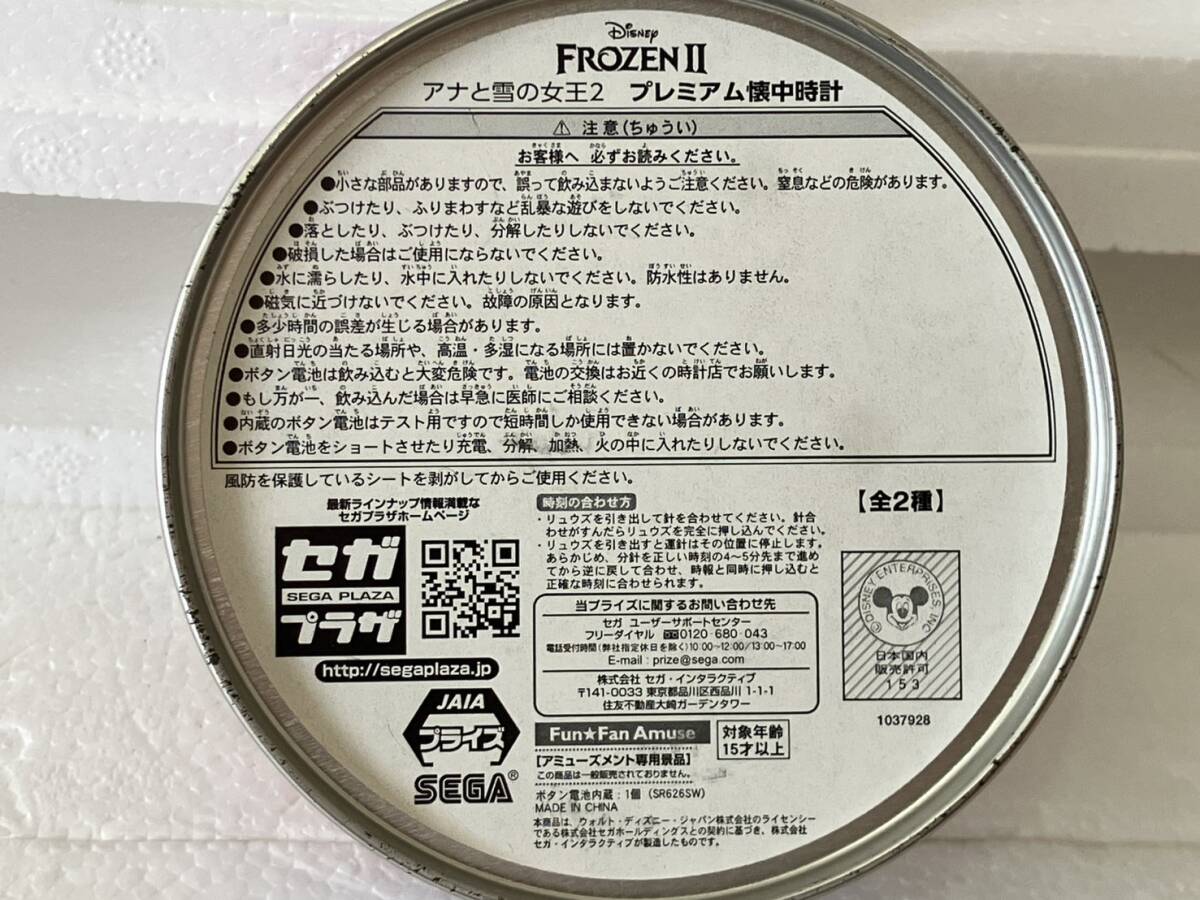 Disney
FROZEN II
アナと雪の女王2 プレミアム懐中時計
⚠ 注意(ちゅうい)
お客様へ 必ずお読みください。
●小さな部品がありますので、誤って飲み込まないようご注意ください。窒息などの危険があります。
●ぶつけたり、ふりまわすなど乱暴な遊びをしないでください。
●落としたり、ぶつけたり、分解したりしないでください。
●破損した場合はご使用にならないでください。
●水に濡らしたり、水中に入れたりしないでください。防水性はありません。
●磁気に近づけないでください。故障の原因となります。
●多少時間の誤差が生じる場合があります。
●直射日光の当たる場所や、高温・多湿になる場所には置かないでください。
●ボタン電池は飲み込むと大変危険です。電池の交換はお近くの時計店でお願いします。
●もし万が一、飲み込んだ場合は早急に医師にご相談ください。
●内蔵のボタン電池はテスト用ですので短時間しか使用できない場合があります。
●ボタン電池をショートさせたり充電、分解、加熱、火の中に入れたりしないでください。
風防を保護しているシートを剥がしてからご使用ください。
最新ラインナップ情報満載な
セガプラザホームページ
セガ
SEGA PLAZA
プラザ
http://segaplaza.jp
JAIA
プライズ
SEGA®
時刻の合わせ方
・リュウズを引き出して針を合わせてください。針合
わせがすんだらリュウズを完全に押し込んでください。
・リュウズを引き出すと運針はその位置に停止します。
あらかじめ、分針を正しい時刻の4〜5分先まで進め
てから逆に戻して合わせ、時報と同時に押し込むと
正確な時刻に合わせられます。
当プライズに関するお問い合わせ先
セガ ユーザーサポートセンター
フリーダイヤル 0120-680-043
電話受付時間(弊社指定休日を除く)10:00~12:00/13:00~17:00
E-mail : prize@sega.com
株式会社 セガ・インタラクティブ
〒141-0033 東京都品川区西品川 1-1-1
住友不動産大崎ガーデンタワー
Fun★Fan Amuse
対象年齢
15才以上
【アミューズメント専用景品】
この商品は一般販売されておりません。
ボタン電池内蔵:1個(SR626SW)
MADE IN CHINA
本商品は、ウォルト・ディズニー・ジャパン株式会社のライセンシー
である株式会社セガホールディングスとの契約に基づき、株式会社
セガ・インタラクティブが製造したものです。
【全2種】
©DISNEY ENTERPRISES, INC
日本国内
販売許可
153
1037928